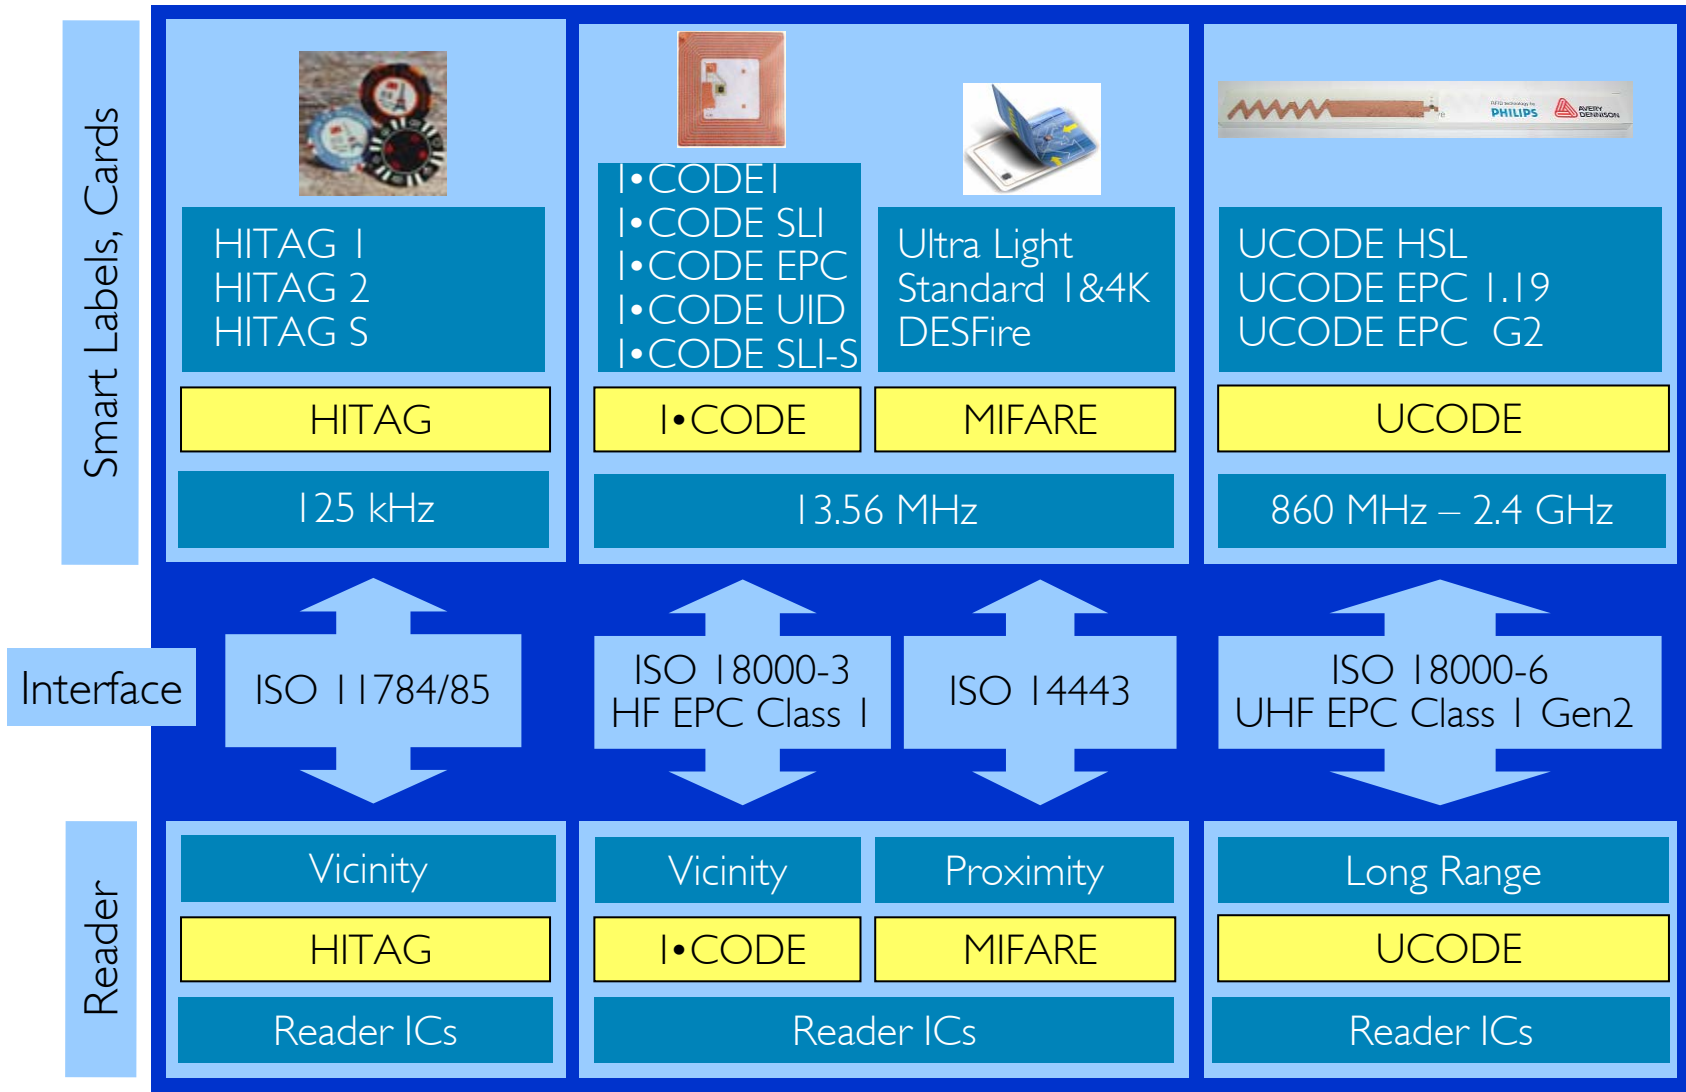 Smart Labels, Cards
PHILIPS
AVERY
DENNISON
HITAG 1
HITAG 2
HITAG S
I•CODE1
I•CODE SLI
I•CODE EPC
I•CODE UID
I•CODE SLI-S
Ultra Light
Standard 1&4K
DESFire
UCODE HSL
UCODE EPC 1.19
UCODE EPC G2
HITAG
I•CODE
MIFARE
UCODE
125 kHz
13.56 MHz
860 MHz – 2.4 GHz
Interface
ISO 11784/85
ISO 18000-3
HF EPC Class 1
ISO 14443
ISO 18000-6
UHF EPC Class 1 Gen2
Reader
Vicinity
Vicinity
Proximity
Long Range
HITAG
I•CODE
MIFARE
UCODE
Reader ICs
Reader ICs
Reader ICs